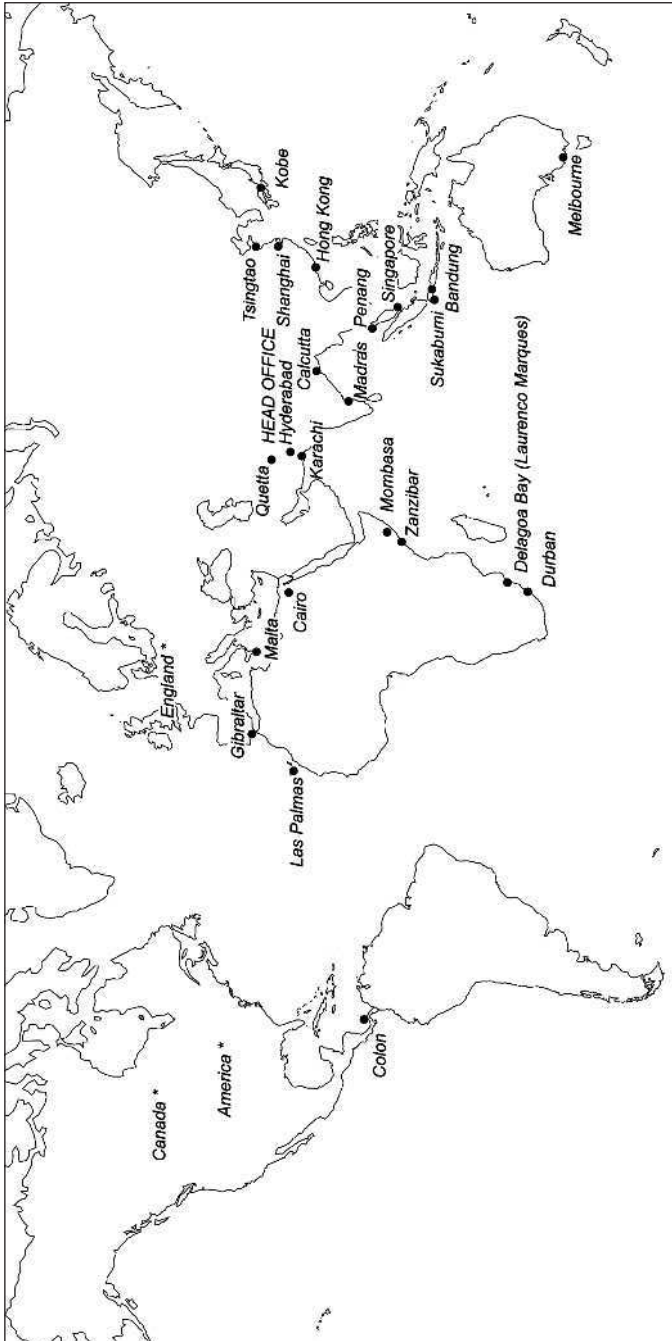 Canada *
America *
Colon
England *
Gibraltar
Las Palmas
Malta
Cairo
Mombasa
Zanzibar
Delagoa Bay (Laurenco Marques)
Durban
Quetta
HEAD OFFICE
Hyderabad
Karachi
Calcutta
Madras
Tsingtao
Shanghai
Kobe
Hong Kong
Penang
Singapore
Sukabumi
Bandung
Melbourne